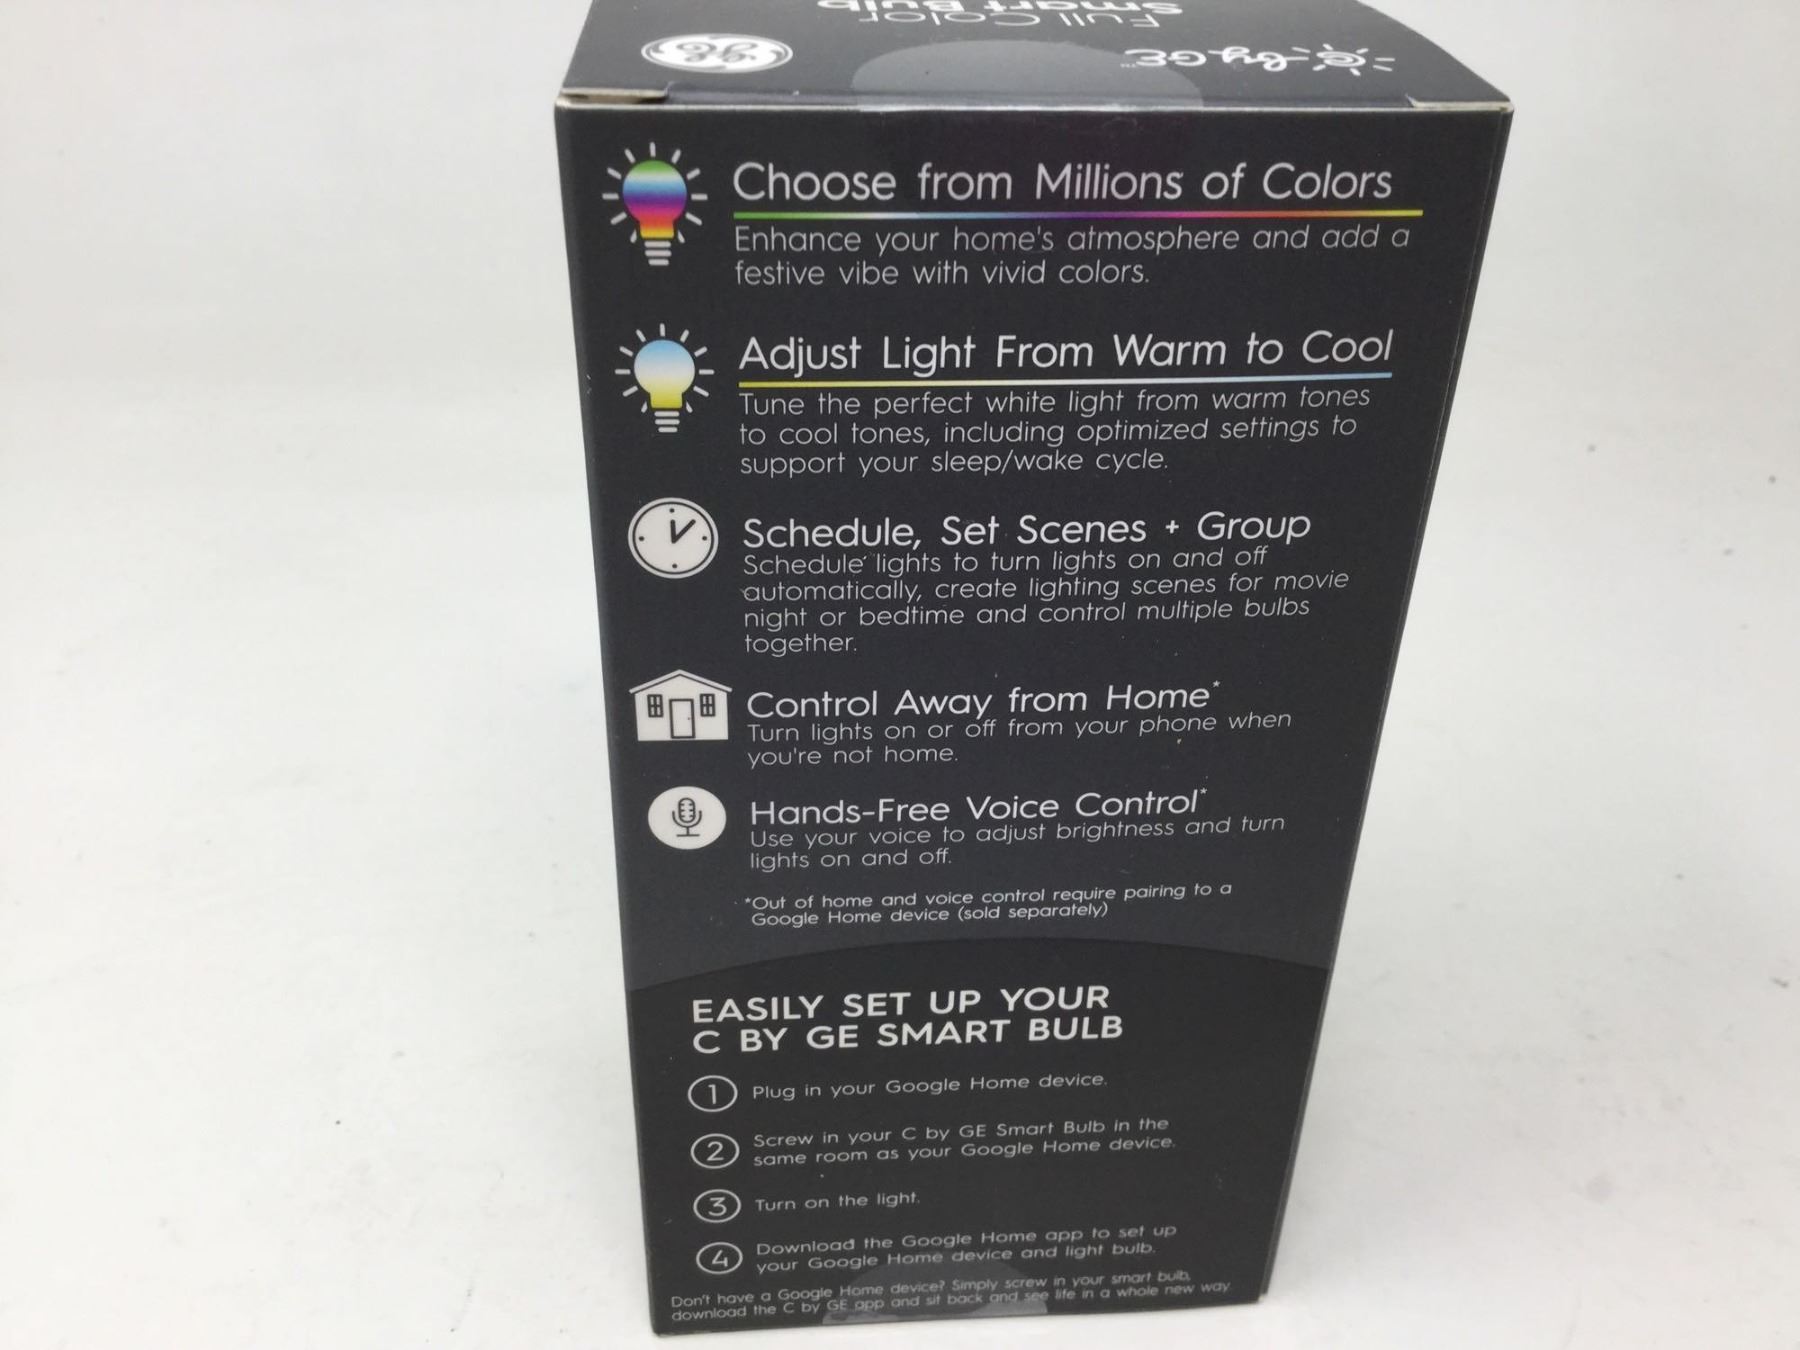 Smart Bulb
Full Color
C by GE™
GE
Choose from Millions of Colors
Enhance your home's atmosphere and add a
festive vibe with vivid colors.
Adjust Light From Warm to Cool
Tune the perfect white light from warm tones
to cool tones, including optimized settings to
support your sleep/wake cycle.
Schedule, Set Scenes + Group
Schedule lights to turn lights on and off
automatically, create lighting scenes for movie
night or bedtime and control multiple bulbs
together.
Control Away from Home*
Turn lights on or off from your phone when
you're not home.
Hands-Free Voice Control*
Use your voice to adjust brightness and turn
lights on and off.
*Out of home and voice control require pairing to a
Google Home device (sold separately)
EASILY SET UP YOUR
C BY GE SMART BULB
1 Plug in your Google Home device.
2 Screw in your C by GE Smart Bulb in the
same room as your Google Home device.
3 Turn on the light.
4 Download the Google Home app to set up
your Google Home device and light bulb.
Don't have a Google Home device? Simply screw in your smart bulb,
download the C by GE app and sit back and see life in a whole new way